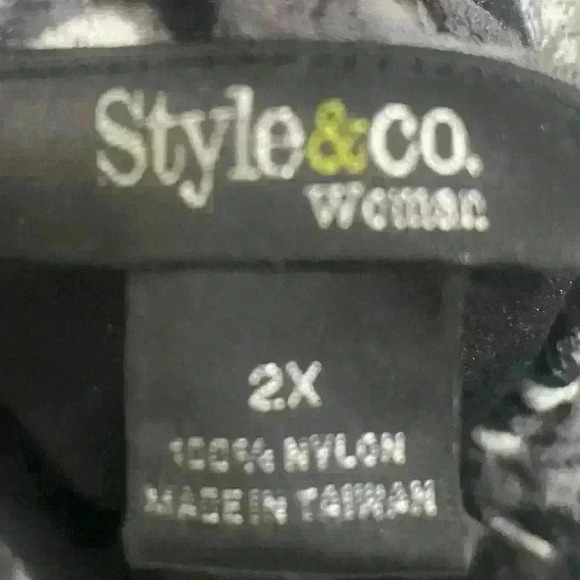 Style&co.
Woman
2X
100% NYLON
MADE IN TAIWAN